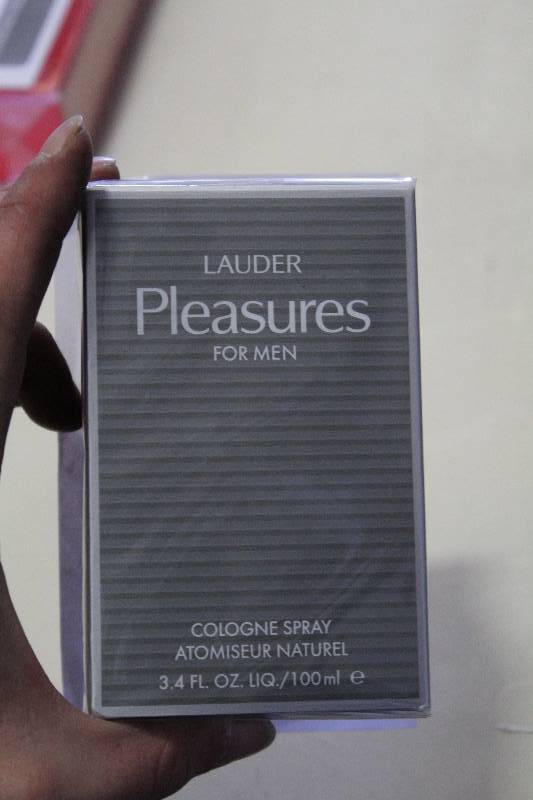 LAUDER
Pleasures
FOR MEN
COLOGNE SPRAY
ATOMISEUR NATUREL
3.4 FL. OZ. LIQ./100ml ℮